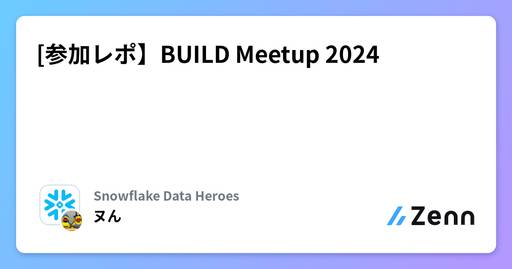 [参加レポ】BUILD Meetup 2024
Snowflake Data Heroes
ヌん
Zenn